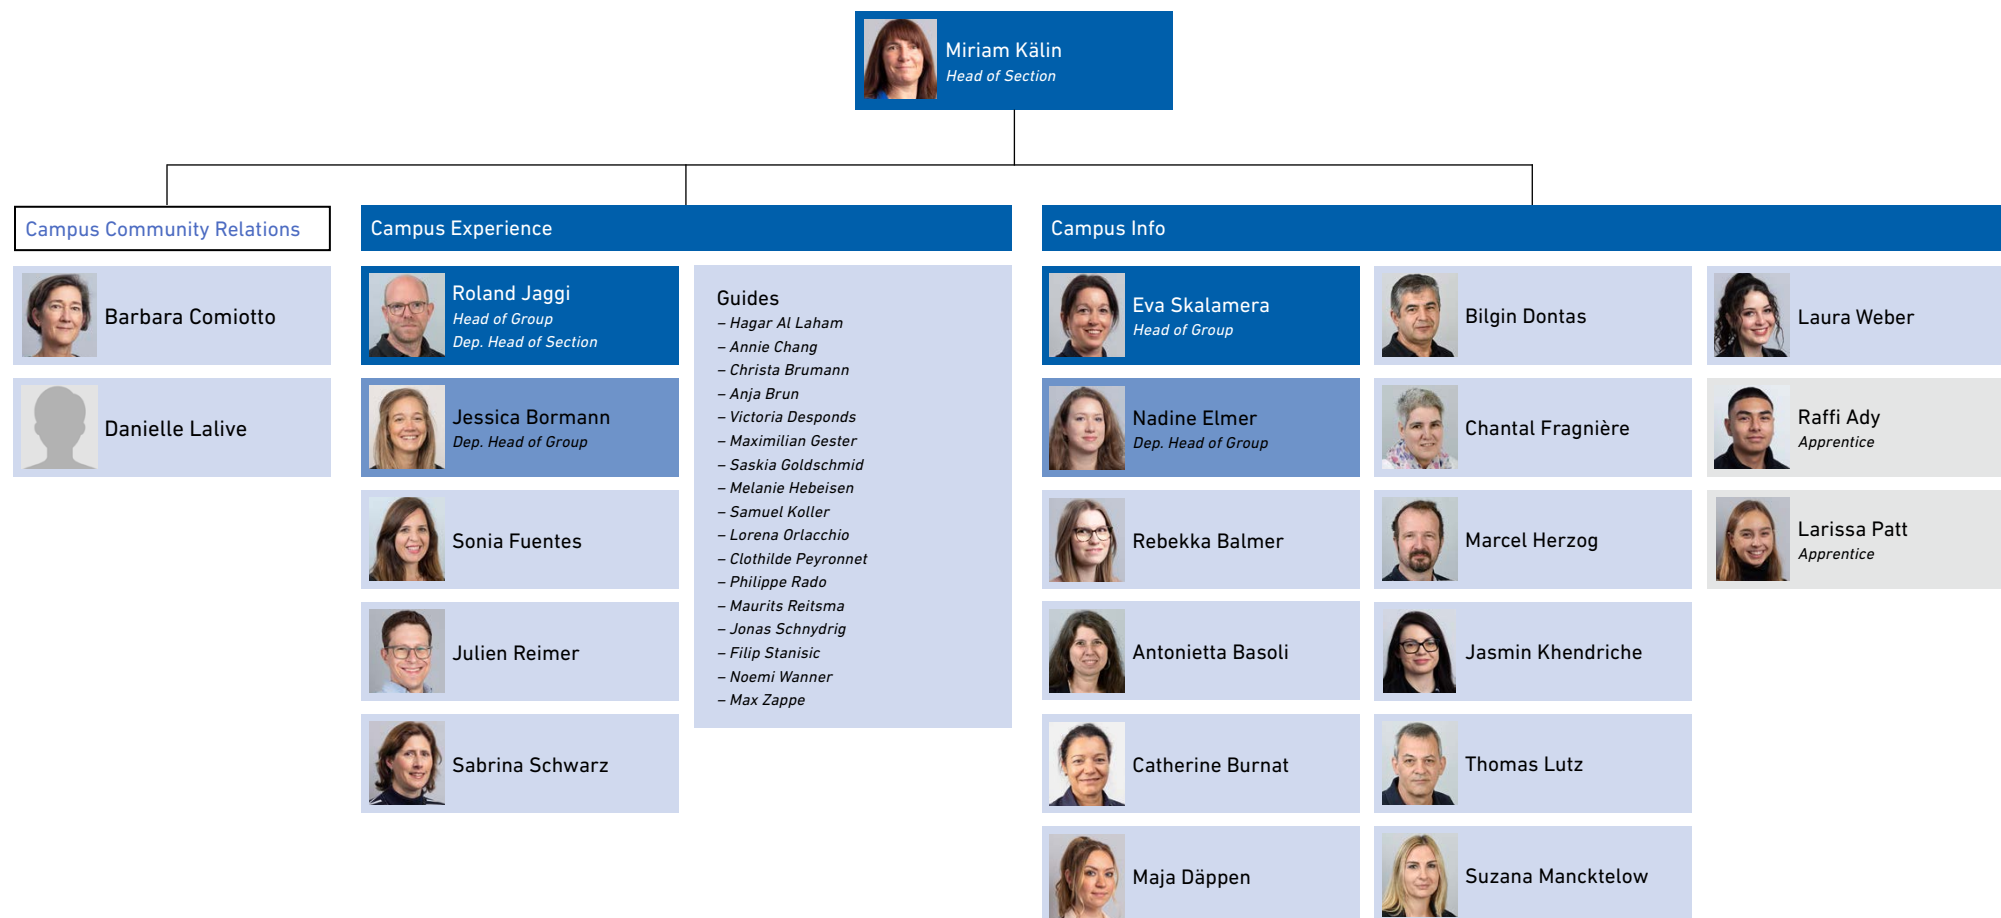 Miriam Kälin
Head of Section
Campus Community Relations
Barbara Comiotto
Danielle Lalive
Campus Experience
Roland Jaggi
Head of Group
Dep. Head of Section
Jessica Bormann
Dep. Head of Group
Sonia Fuentes
Julien Reimer
Sabrina Schwarz
Guides
– Hagar Al Laham
– Annie Chang
– Christa Brumann
– Anja Brun
– Victoria Desponds
– Maximilian Gester
– Saskia Goldschmid
– Melanie Hebeisen
– Samuel Koller
– Lorena Orlacchio
– Clothilde Peyronnet
– Philippe Rado
– Maurits Reitsma
– Jonas Schnydrig
– Filip Stanisic
– Noemi Wanner
– Max Zappe
Campus Info
Eva Skalamera
Head of Group
Nadine Elmer
Dep. Head of Group
Rebekka Balmer
Antonietta Basoli
Catherine Burnat
Maja Däppen
Bilgin Dontas
Chantal Fragnière
Marcel Herzog
Jasmin Khendriche
Thomas Lutz
Suzana Mancktelow
Laura Weber
Raffi Ady
Apprentice
Larissa Patt
Apprentice